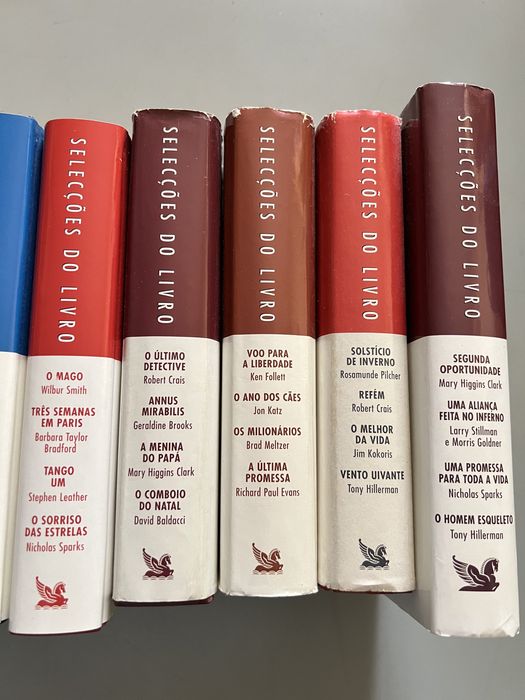 SELECÇÕES DO LIVRO
O MAGO
Wilbur Smith
TRÊS SEMANAS
EM PARIS
Barbara Taylor
Bradford
TANGO
UM
Stephen Leather
O SORRISO
DAS ESTRELAS
Nicholas Sparks
SELECÇÕES DO LIVRO
O ÚLTIMO
DETECTIVE
Robert Crais
ANNUS
MIRABILIS
Geraldine Brooks
A MENINA
DO PAPÁ
Mary Higgins Clark
O COMBOIO
DO NATAL
David Baldacci
SELECÇÕES DO LIVRO
VOO PARA
A LIBERDADE
Ken Follett
O ANO DOS CÃES
Jon Katz
OS MILIONÁRIOS
Brad Meltzer
A ÚLTIMA
PROMESSA
Richard Paul Evans
SELECÇÕES DO LIVRO
SOLSTÍCIO
DE INVERNO
Rosamunde Pilcher
REFÉM
Robert Crais
O MELHOR
DA VIDA
Jim Kokoris
VENTO UIVANTE
Tony Hillerman
SELECÇÕES DO LIVRO
SEGUNDA
OPORTUNIDADE
Mary Higgins Clark
UMA ALIANÇA
FEITA NO INFERNO
Larry Stillman
e Morris Goldner
UMA PROMESSA
PARA TODA A VIDA
Nicholas Sparks
O HOMEM ESQUELETO
Tony Hillerman